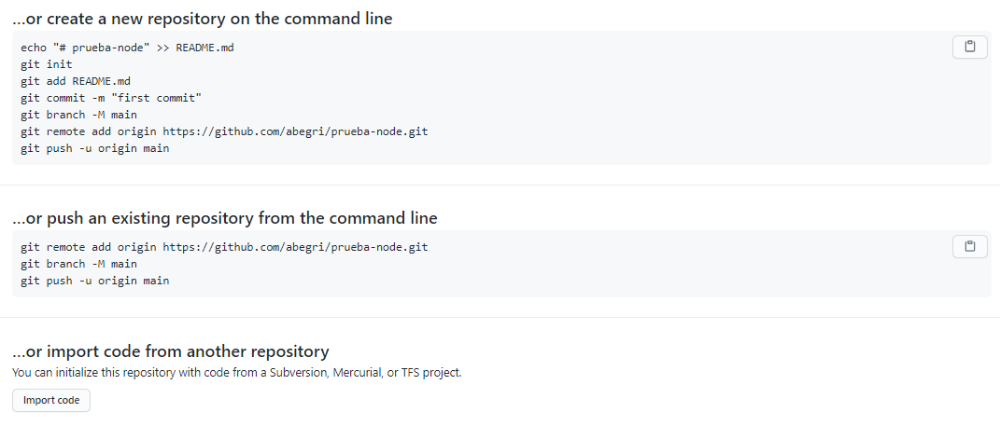 ...or create a new repository on the command line
echo "# prueba-node" >> README.md
git init
git add README.md
git commit -m "first commit"
git branch -M main
git remote add origin https://github.com/abegri/prueba-node.git
git push -u origin main
...or push an existing repository from the command line
git remote add origin https://github.com/abegri/prueba-node.git
git branch -M main
git push -u origin main
...or import code from another repository
You can initialize this repository with code from a Subversion, Mercurial, or TFS project.
Import code